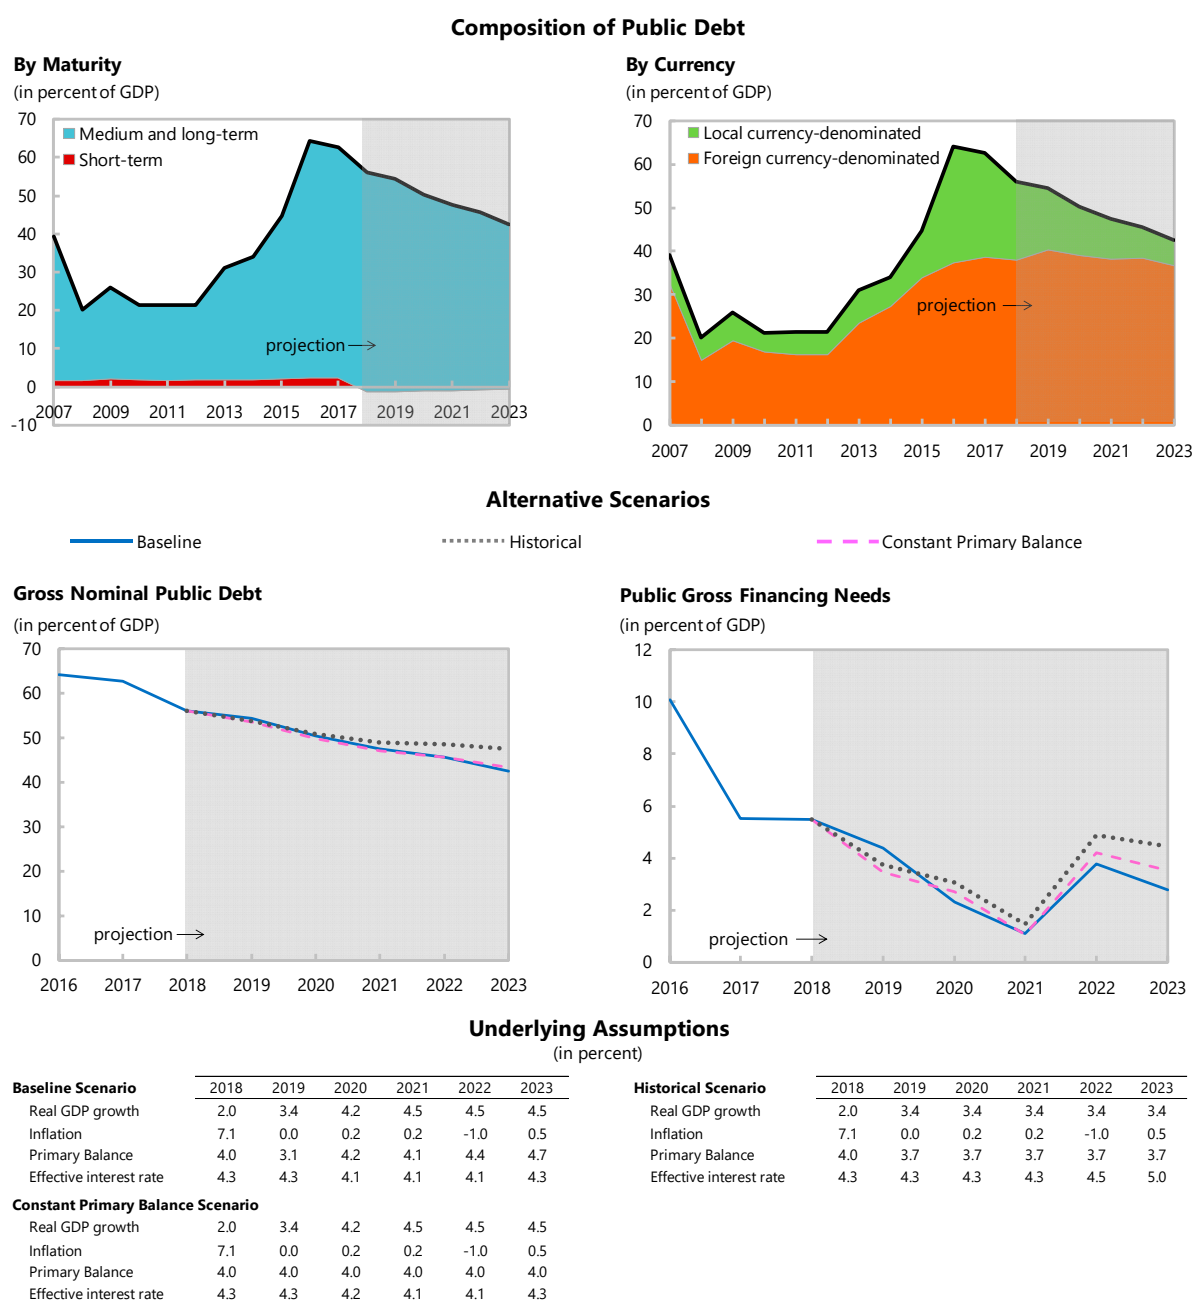 Composition of Public Debt
By Maturity
(in percent of GDP)
70
60
50
40
30
20
10
0
-10
Medium and long-term
Short-term
projection
2007 2009 2011 2013 2015 2017 2019 2021 2023
By Currency
(in percent of GDP)
70
60
50
40
30
20
10
0
Local currency-denominated
Foreign currency-denominated
projection
2007 2009 2011 2013 2015 2017 2019 2021 2023
Alternative Scenarios
Baseline Historical Constant Primary Balance
Gross Nominal Public Debt
(in percent of GDP)
70
60
50
40
30
20
10
0
projection
2016 2017 2018 2019 2020 2021 2022 2023
Public Gross Financing Needs
(in percent of GDP)
12
10
8
6
4
2
0
projection
2016 2017 2018 2019 2020 2021 2022 2023
Underlying Assumptions
(in percent)
Baseline Scenario 2018 2019 2020 2021 2022 2023
Real GDP growth 2.0 3.4 4.2 4.5 4.5 4.5
Inflation 7.1 0.0 0.2 0.2 -1.0 0.5
Primary Balance 4.0 3.1 4.2 4.1 4.4 4.7
Effective interest rate 4.3 4.3 4.1 4.1 4.1 4.3
Constant Primary Balance Scenario
Real GDP growth 2.0 3.4 4.2 4.5 4.5 4.5
Inflation 7.1 0.0 0.2 0.2 -1.0 0.5
Primary Balance 4.0 4.0 4.0 4.0 4.0 4.0
Effective interest rate 4.3 4.3 4.2 4.1 4.1 4.3
Historical Scenario 2018 2019 2020 2021 2022 2023
Real GDP growth 2.0 3.4 3.4 3.4 3.4 3.4
Inflation 7.1 0.0 0.2 0.2 -1.0 0.5
Primary Balance 4.0 3.7 3.7 3.7 3.7 3.7
Effective interest rate 4.3 4.3 4.3 4.3 4.5 5.0